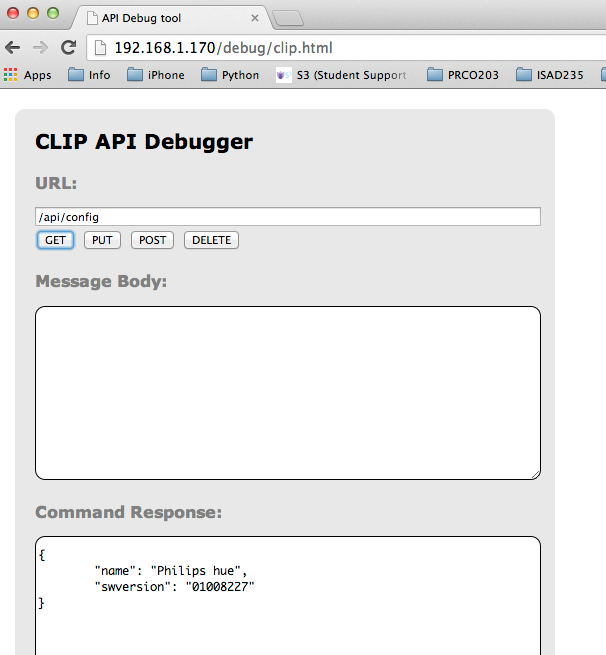 API Debug tool
192.168.1.170/debug/clip.html
Apps Info iPhone Python S3 (Student Support PRCO203 ISAD235
CLIP API Debugger
URL:
/api/config
GET PUT POST DELETE
Message Body:
Command Response:
{
"name": "Philips hue",
"swversion": "01008227"
}